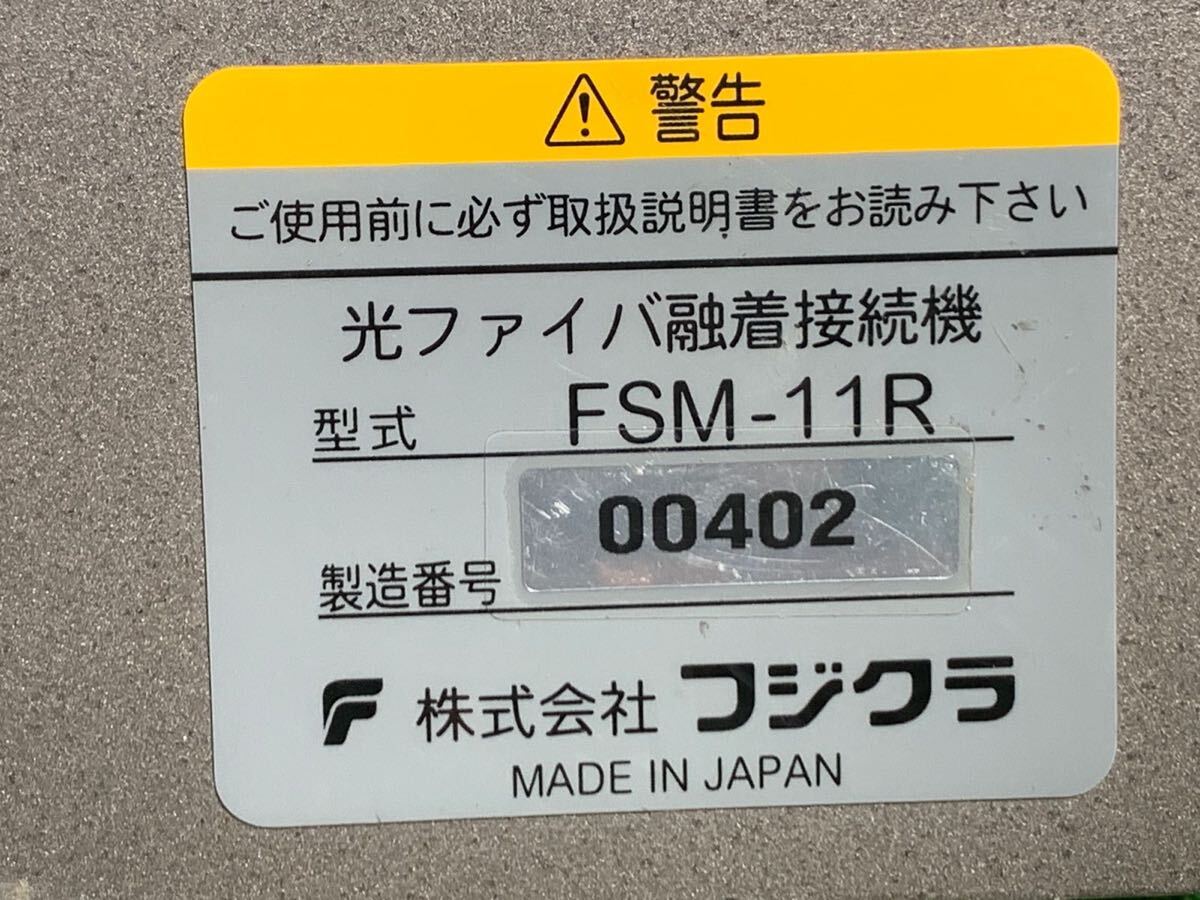 警告
ご使用前に必ず取扱説明書をお読み下さい
光ファイバ融着接続機
型式 FSM-11R
製造番号 00402
株式会社 フジクラ
MADE IN JAPAN